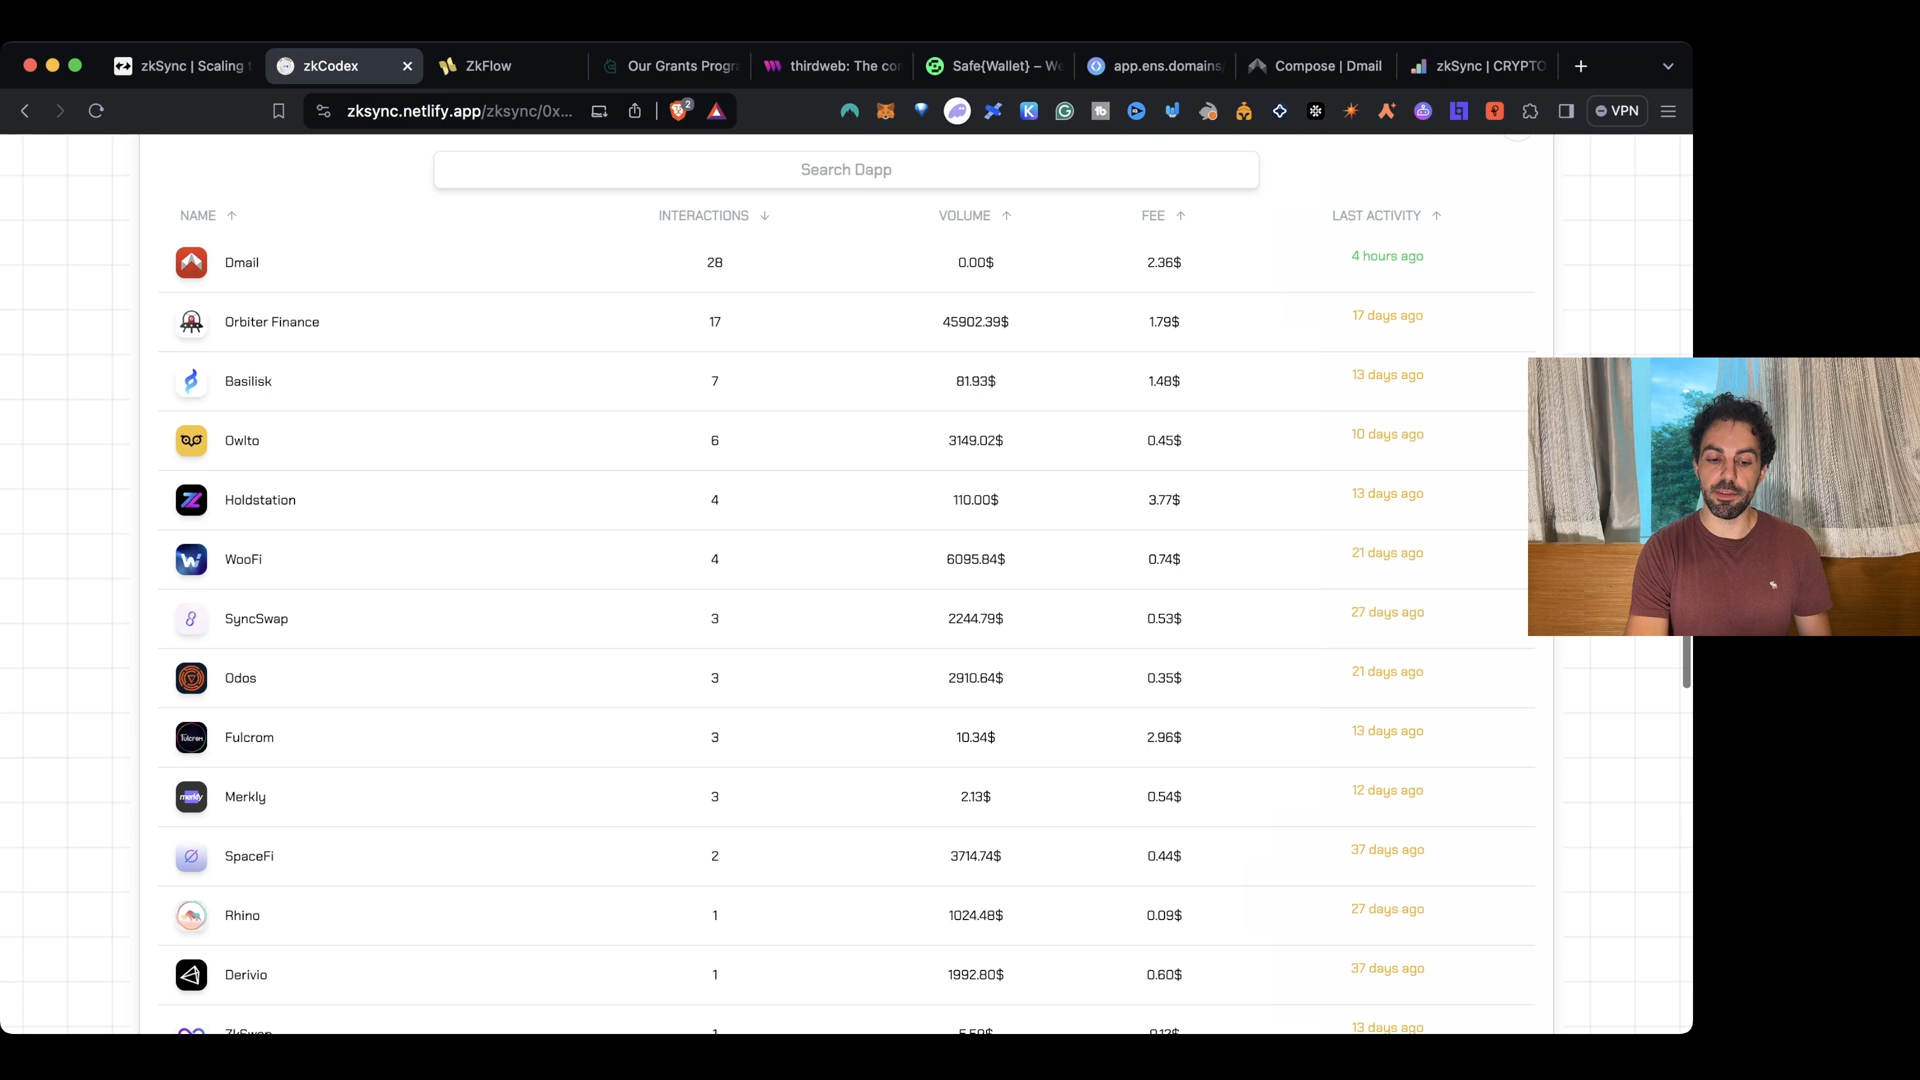 zkSync | Scaling
zkCodex
ZkFlow
Our Grants Progr
thirdweb: The co
Safe{Wallet} – W
app.ens.domains
Compose | Dmail
zkSync | CRYPTO
zksync.netlify.app/zksync/0x...
2
VPN
Search Dapp
NAME INTERACTIONS VOLUME FEE LAST ACTIVITY
Dmail 28 0.00$ 2.36$ 4 hours ago
Orbiter Finance 17 45902.39$ 1.79$ 17 days ago
Basilisk 7 81.93$ 1.48$ 13 days ago
Owlto 6 3149.02$ 0.45$ 10 days ago
Holdstation 4 110.00$ 3.77$ 13 days ago
WooFi 4 6095.84$ 0.74$ 21 days ago
SyncSwap 3 2244.79$ 0.53$ 27 days ago
Odos 3 2910.64$ 0.35$ 21 days ago
Fulcrom 3 10.34$ 2.96$ 13 days ago
Merkly 3 2.13$ 0.54$ 12 days ago
SpaceFi 2 3714.74$ 0.44$ 37 days ago
Rhino 1 1024.48$ 0.09$ 27 days ago
Derivio 1 1992.80$ 0.60$ 37 days ago
ZkSwap 1 13 days ago